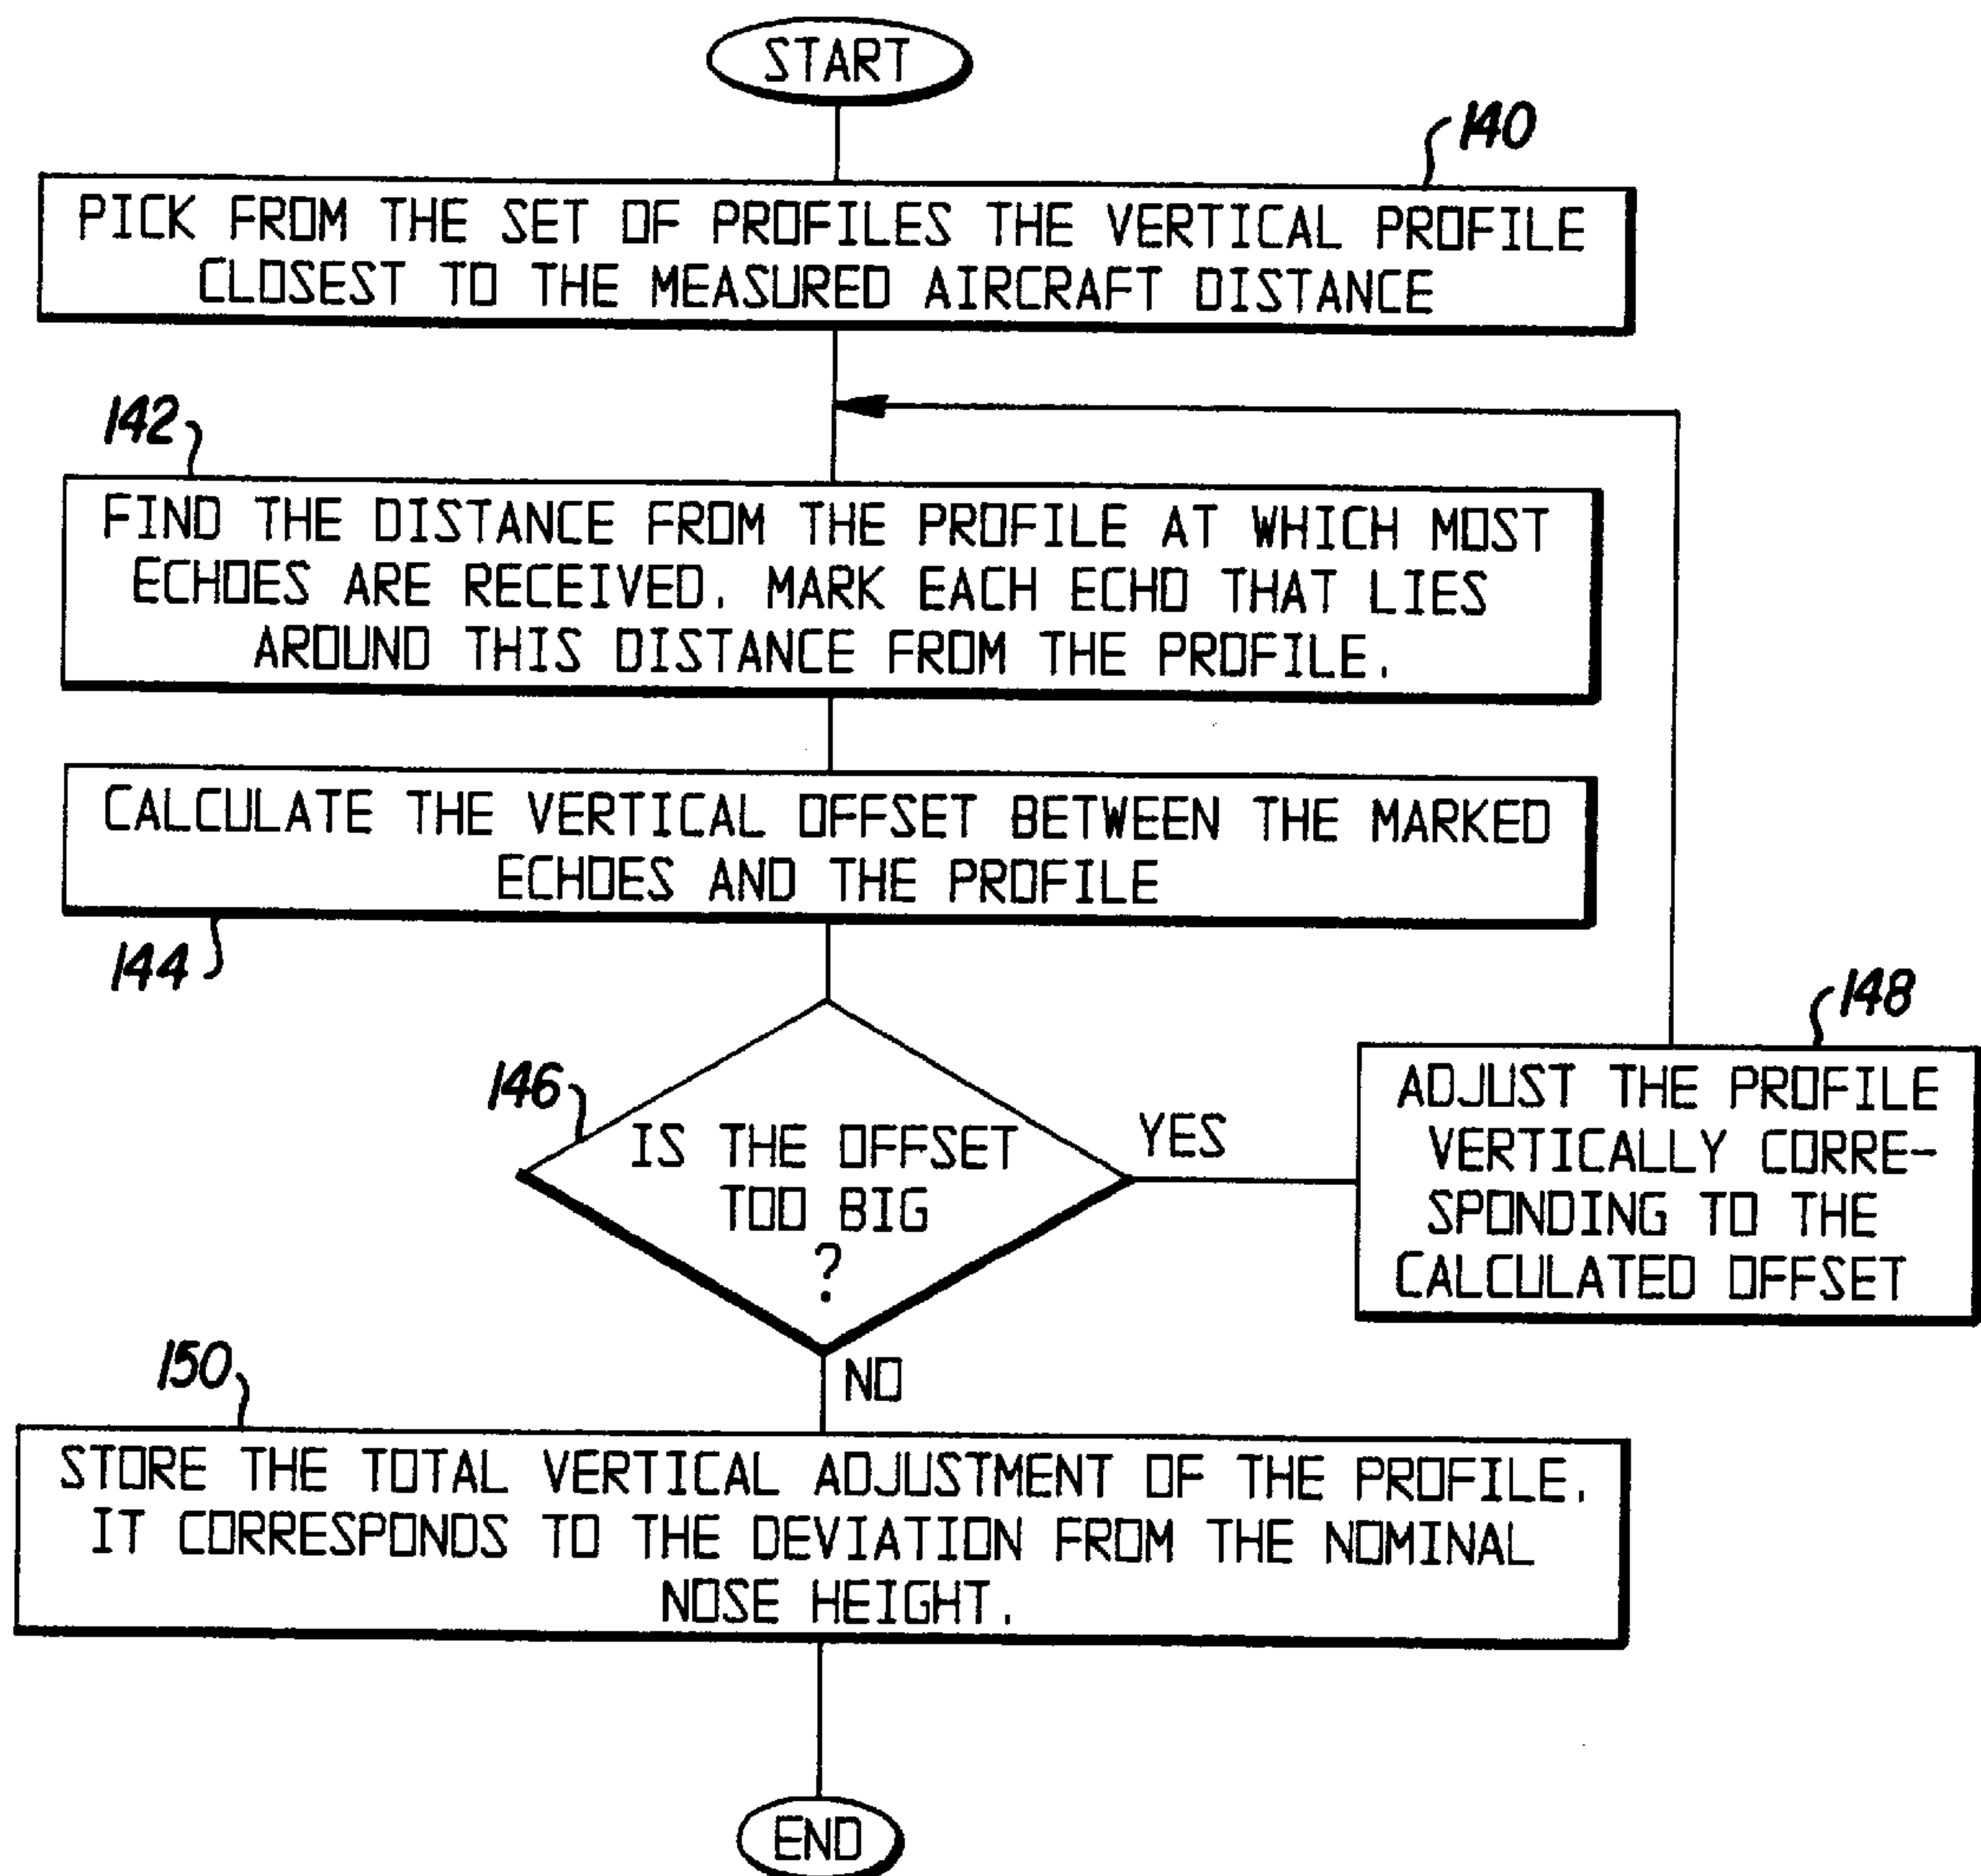 START
140
PICK FROM THE SET OF PROFILES THE VERTICAL PROFILE
CLOSEST TO THE MEASURED AIRCRAFT DISTANCE
142
FIND THE DISTANCE FROM THE PROFILE AT WHICH MOST
ECHOES ARE RECEIVED. MARK EACH ECHO THAT LIES
AROUND THIS DISTANCE FROM THE PROFILE.
CALCULATE THE VERTICAL OFFSET BETWEEN THE MARKED
ECHOES AND THE PROFILE
144
146
IS THE OFFSET
TOO BIG
?
YES
148
ADJUST THE PROFILE
VERTICALLY CORRE-
SPONDING TO THE
CALCULATED OFFSET
NO
150
STORE THE TOTAL VERTICAL ADJUSTMENT OF THE PROFILE.
IT CORRESPONDS TO THE DEVIATION FROM THE NOMINAL
NOSE HEIGHT.
END